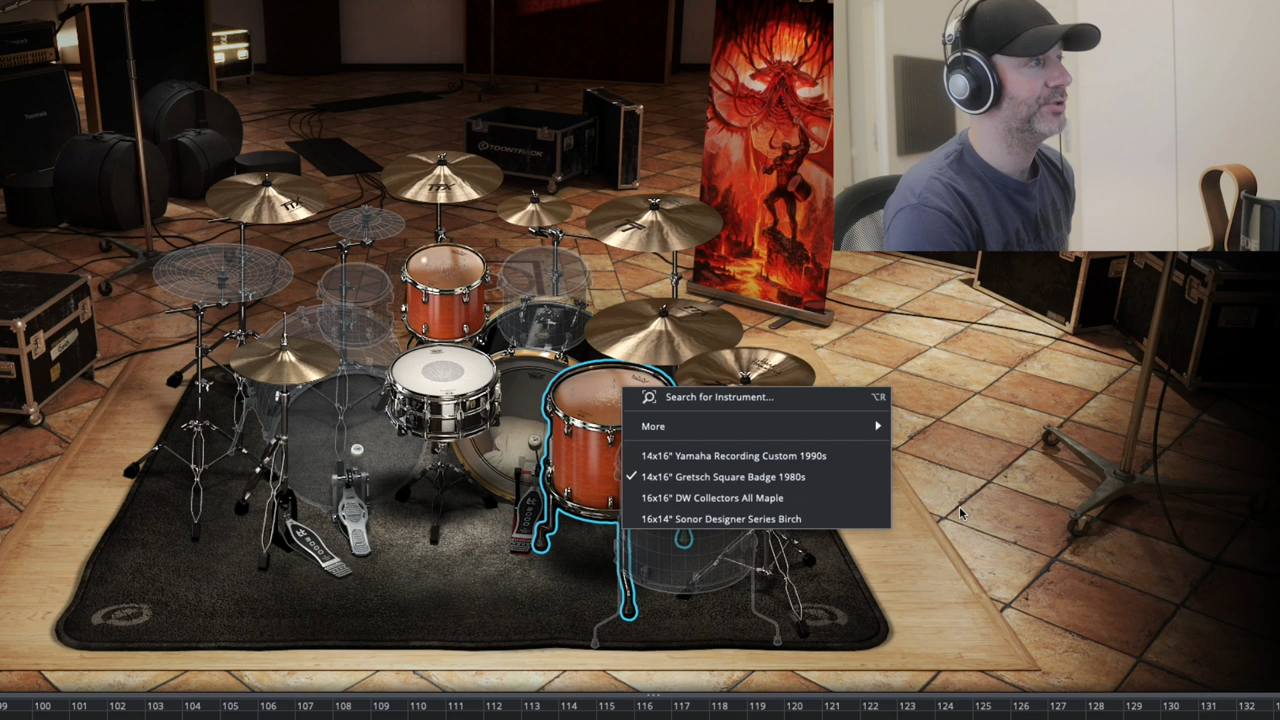 TOONTRACK
TTX
TTX
Search for Instrument... ⌥R
More
14x16" Yamaha Recording Custom 1990s
14x16" Gretsch Square Badge 1980s
16x16" DW Collectors All Maple
16x14" Sonor Designer Series Birch
100 101 102 103 104 105 106 107 108 109 110 111 112 113 114 115 116 117 118 119 120 121 122 123 124 125 126 127 128 129 130 131 132